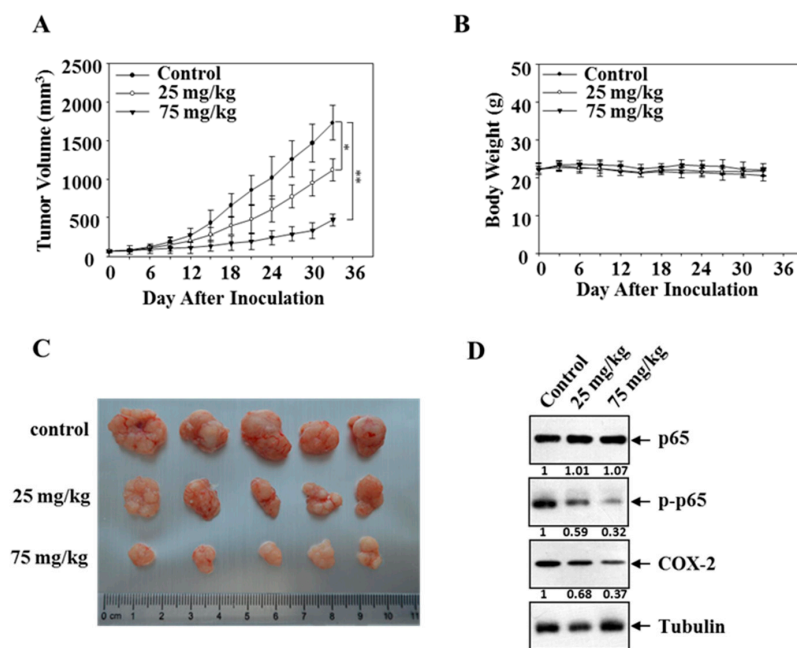 A
2500
2000
1500
1000
500
0
Tumor Volume (mm³)
Control
25 mg/kg
75 mg/kg
*
**
0 6 12 18 24 30 36
Day After Inoculation
B
50
40
30
20
10
0
Body Weight (g)
Control
25 mg/kg
75 mg/kg
0 6 12 18 24 30 36
Day After Inoculation
C
control
25 mg/kg
75 mg/kg
0 cm 1 2 3 4 5 6 7 8 9 10 11
D
Control
25 mg/kg
75 mg/kg
p65
1 1.01 1.07
p-p65
1 0.59 0.32
COX-2
1 0.68 0.37
Tubulin